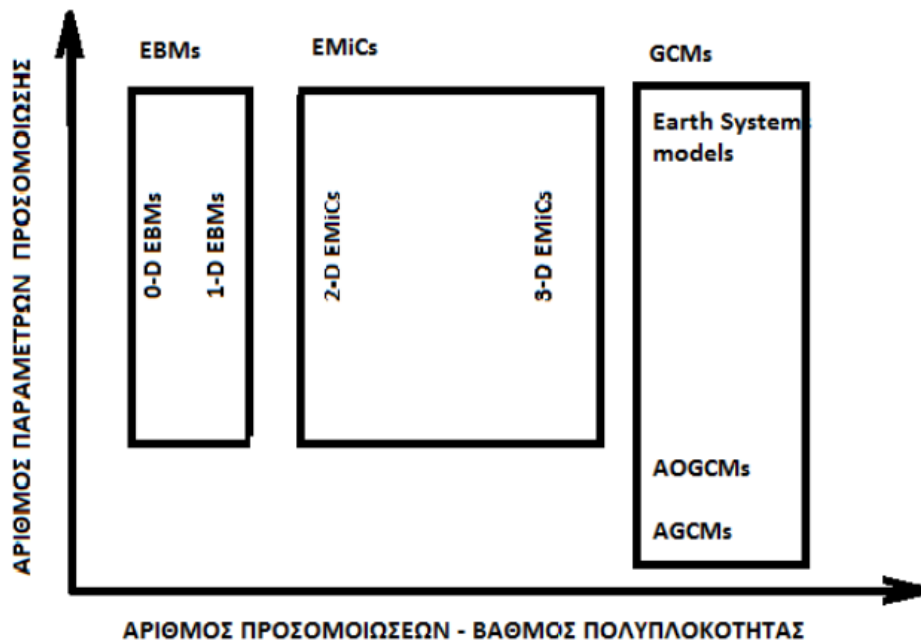 ΑΡΙΘΜΟΣ ΠΑΡΑΜΕΤΡΩΝ ΠΡΟΣΟΜΟΙΩΣΗΣ
EBMs
EMiCs
GCMs
0-D EBMs
1-D EBMs
2-D EMiCs
3-D EMiCs
Earth Systems
models
AOGCMs
AGCMs
ΑΡΙΘΜΟΣ ΠΡΟΣΟΜΟΙΩΣΕΩΝ - ΒΑΘΜΟΣ ΠΟΛΥΠΛΟΚΟΤΗΤΑΣ